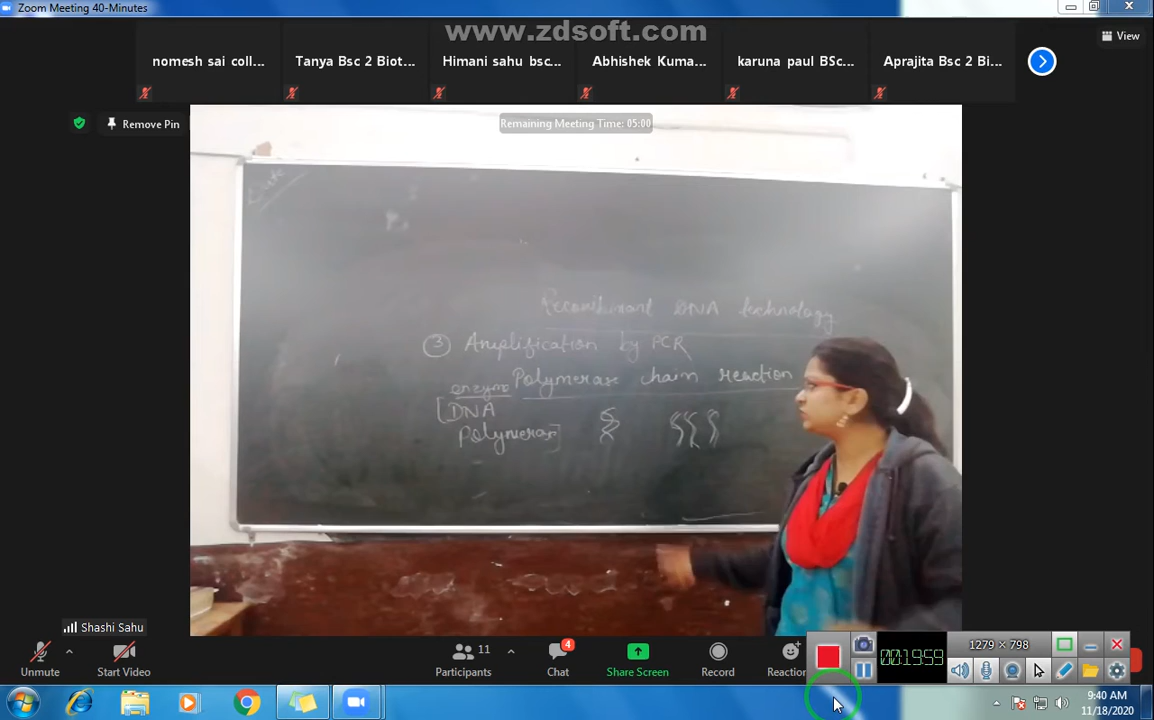 Zoom Meeting 40-Minutes
www.zdsoft.com
View
nomesh sai coll...
Tanya Bsc 2 Biot...
Himani sahu bsc...
Abhishek Kuma...
karuna paul BSc...
Aprajita Bsc 2 Bi...
Remove Pin
Remaining Meeting Time: 05:00
Date
Recombinant DNA technology
③ Amplification by PCR
enzyme Polymerase chain reaction
[DNA
Polymerase]
Shashi Sahu
Unmute
Start Video
11
Participants
4
Chat
Share Screen
Record
Reaction
00:19:59
1279 × 798
9:40 AM
11/18/2020